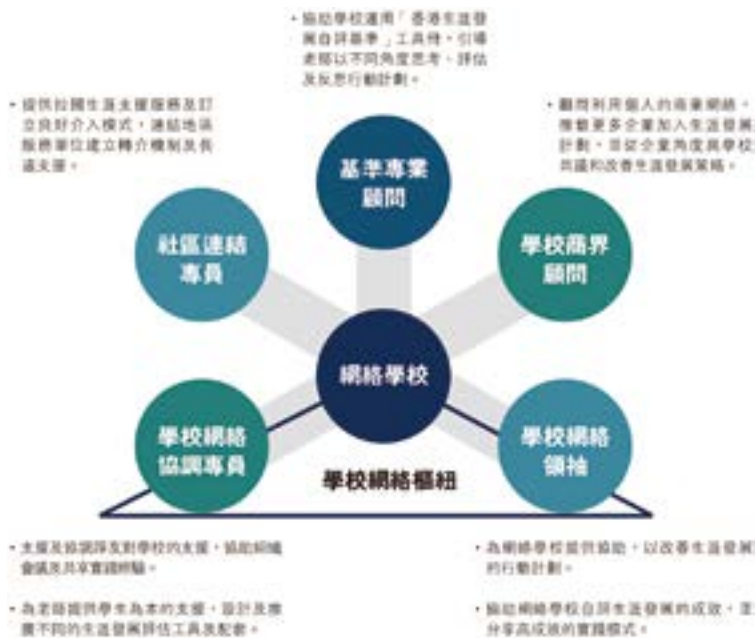 • 協助學校運用「香港生涯發
展自評基準」工具冊，引導
老師以不同角度思考、評估
及反思行動計劃。
• 提供校園生涯支援服務及訂
立良好介入模式，連結地區
服務單位建立轉介機制及長
遠支援。
• 顧問利用個人的商業網絡，
推動更多企業加入生涯發展
計劃，並從企業角度與學校
共議和改善生涯發展策略。
基準專業
顧問
社區連結
專員
學校商界
顧問
網絡學校
學校網絡
協調專員
學校網絡
領袖
學校網絡樞紐
• 支援及協調諍友對學校的支援，協助組織
會議及共享實踐經驗。
• 為老師提供學生為本的支援，設計及推
廣不同的生涯發展評估工具及配套。
• 為網絡學校提供協助，以改善生涯發展
的行動計劃。
• 協助網絡學校自評生涯發展的成效，並
分享高成效的實踐模式。